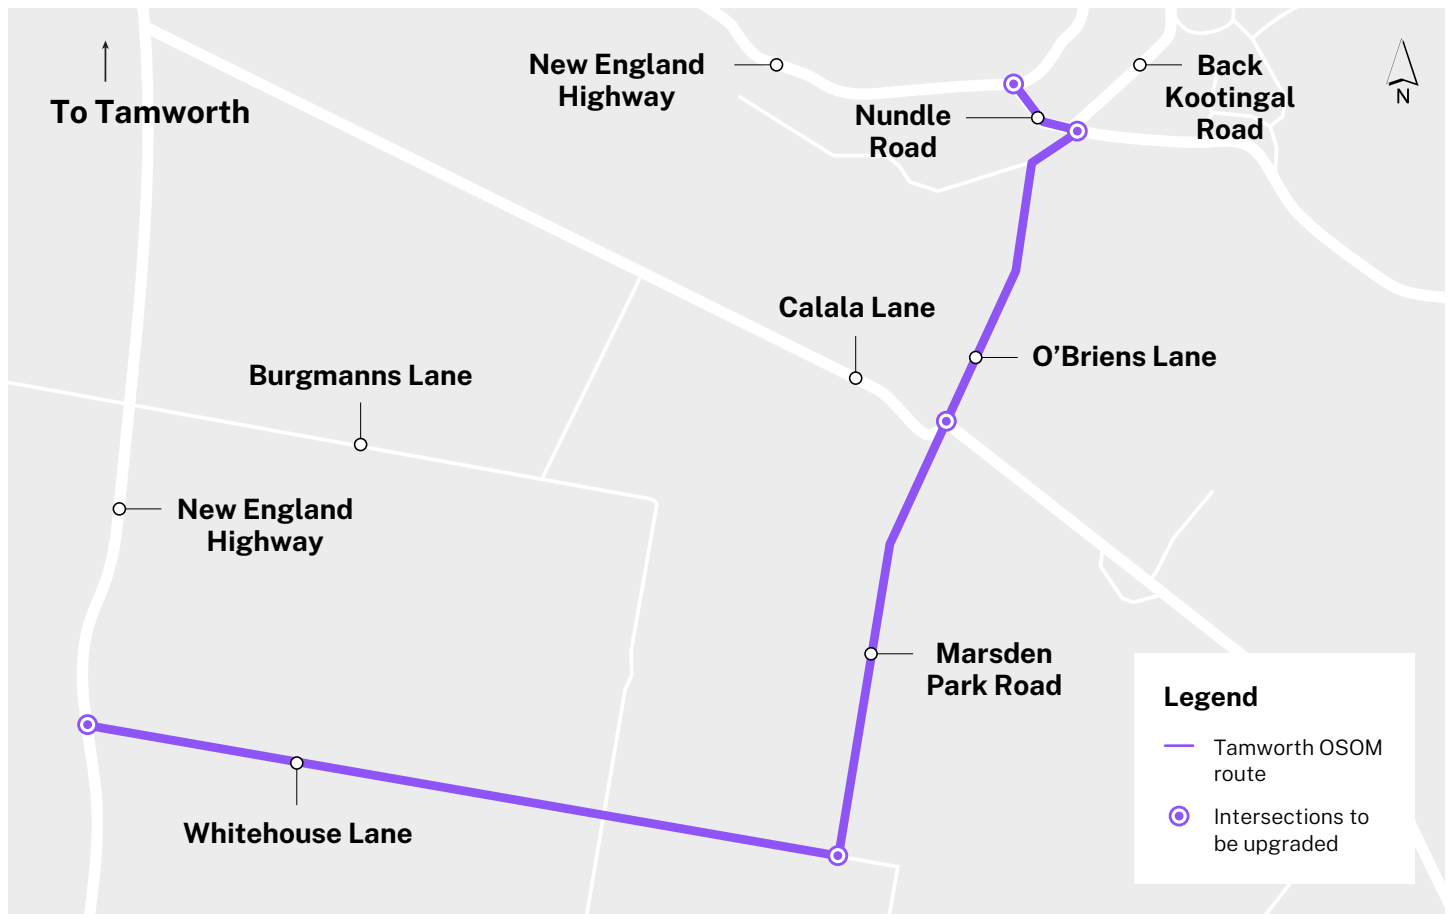 To Tamworth
New England
Highway
Nundle
Road
Back
Kootingal
Road
N
Calala Lane
O’Briens Lane
Burgmanns Lane
New England
Highway
Marsden
Park Road
Whitehouse Lane
Legend
Tamworth OSOM
route
Intersections to
be upgraded